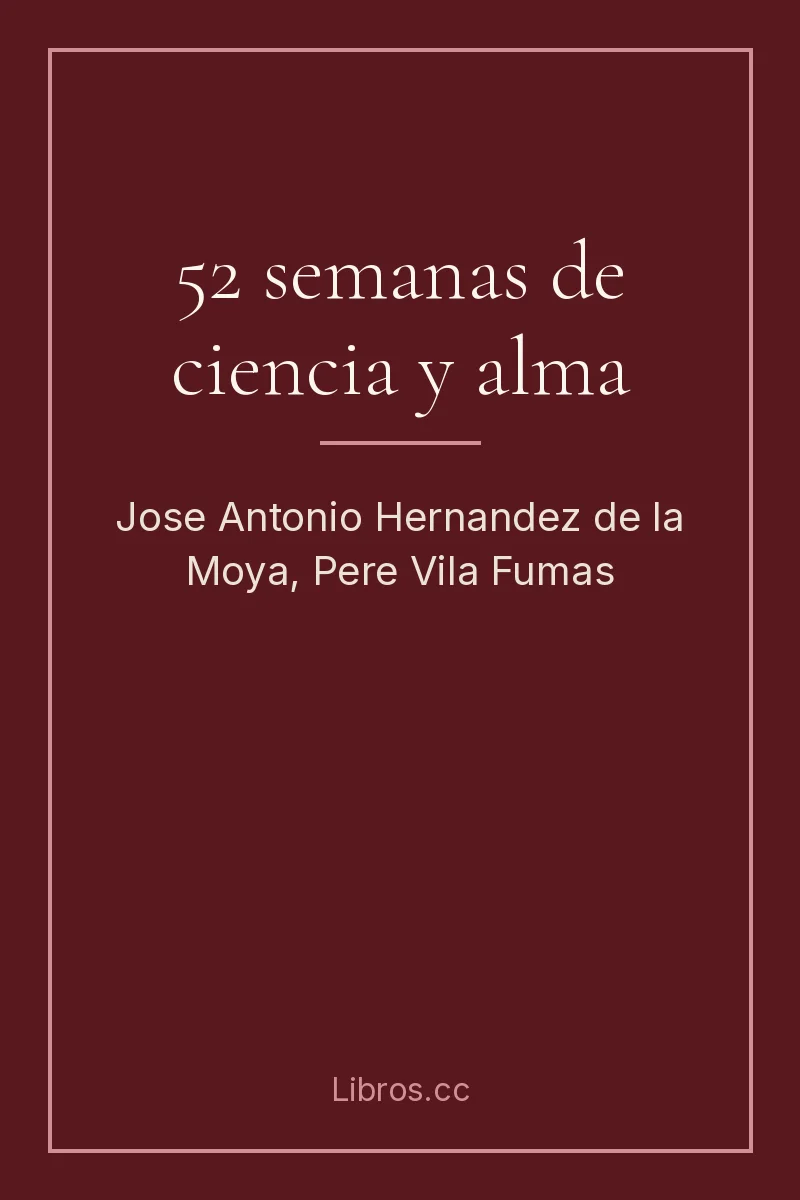 52 semanas de
ciencia y alma
Jose Antonio Hernandez de la
Moya, Pere Vila Fumas
Libros.cc